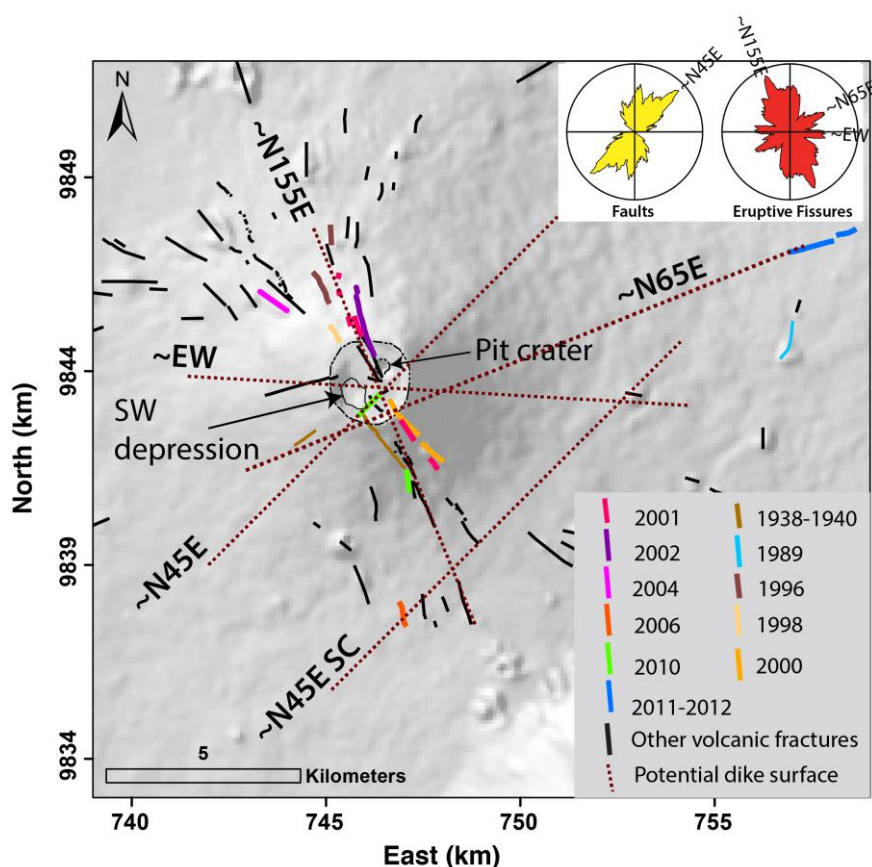 ~N155E
~N45E
~N65E
~EW
Faults
Eruptive Fissures
N
9849
~N155E
~N65E
~EW
Pit crater
9844
SW
depression
North (km)
~N45E
9839
~N45E SC
2001
1938-1940
2002
1989
2004
1996
2006
1998
2010
2000
2011-2012
Other volcanic fractures
Potential dike surface
9834
5
Kilometers
740
745
750
755
East (km)